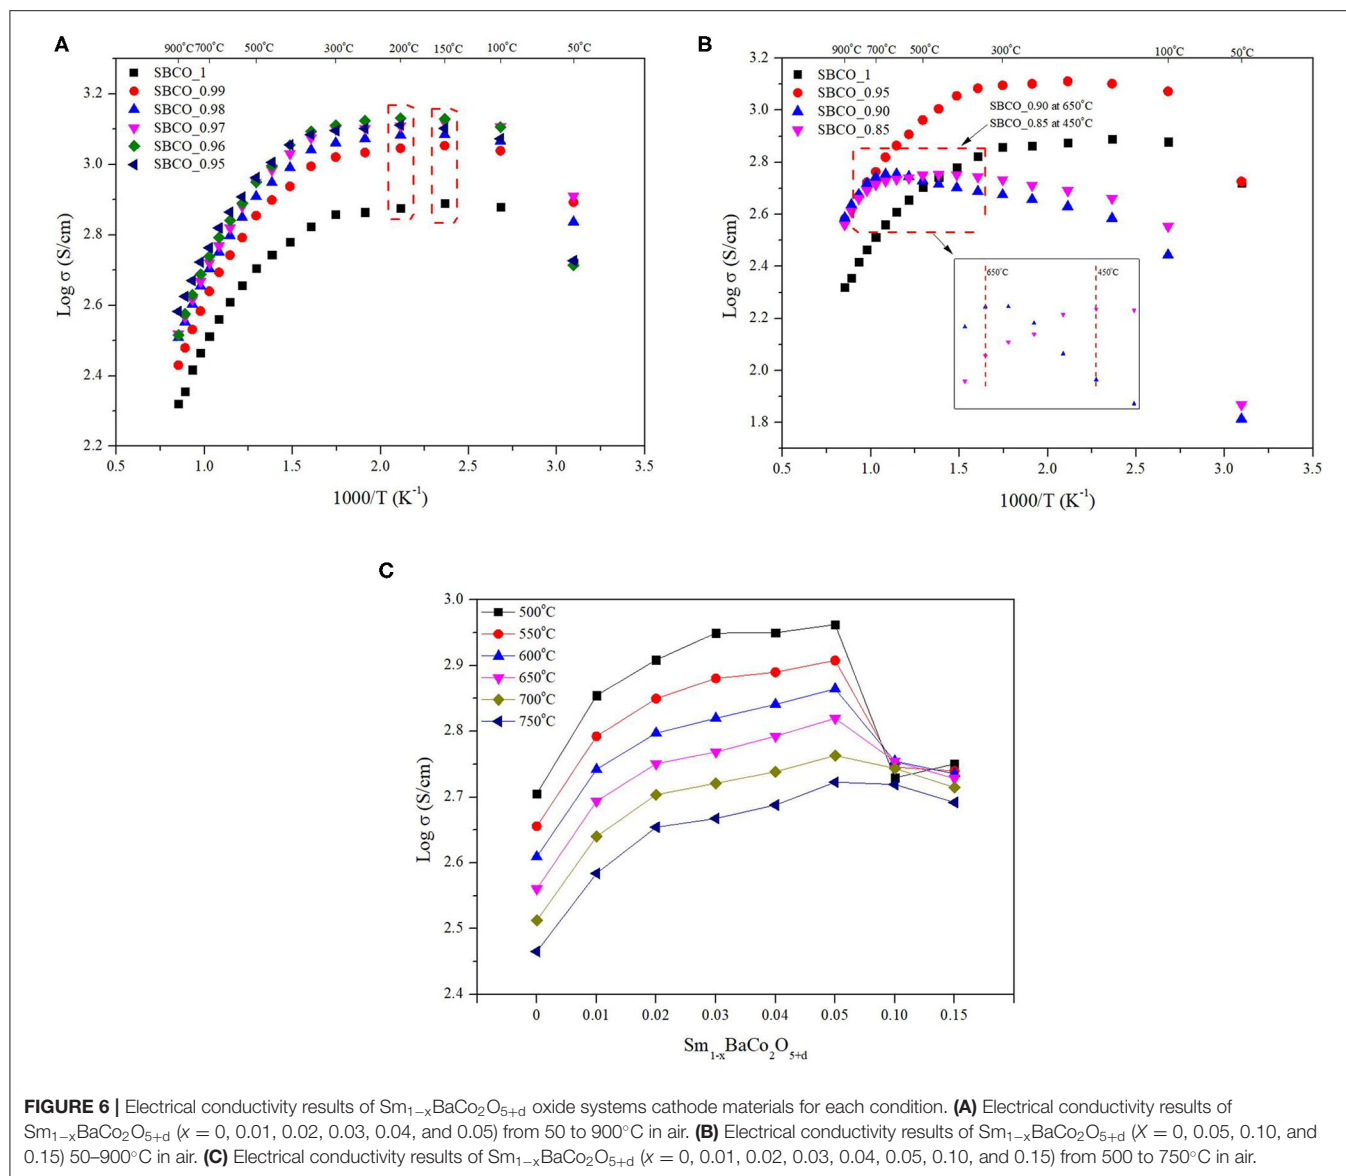 A
900°C 700°C 500°C 300°C 200°C 150°C 100°C 50°C
SBCO_1
SBCO_0.99
SBCO_0.98
SBCO_0.97
SBCO_0.96
SBCO_0.95
3.2
3.0
2.8
2.6
2.4
2.2
Log σ (S/cm)
0.5 1.0 1.5 2.0 2.5 3.0 3.5
1000/T (K⁻¹)
B
900°C 700°C 500°C 300°C 100°C 50°C
SBCO_1
SBCO_0.95
SBCO_0.90
SBCO_0.85
SBCO_0.90 at 650°C
SBCO_0.85 at 450°C
650°C 450°C
3.2
3.0
2.8
2.6
2.4
2.2
2.0
1.8
Log σ (S/cm)
0.5 1.0 1.5 2.0 2.5 3.0 3.5
1000/T (K⁻¹)
C
500°C
550°C
600°C
650°C
700°C
750°C
3.0
2.9
2.8
2.7
2.6
2.5
2.4
Log σ (S/cm)
0 0.01 0.02 0.03 0.04 0.05 0.10 0.15
Sm₁₋ₓBaCo₂O₅₊d
FIGURE 6 | Electrical conductivity results of Sm₁₋ₓBaCo₂O₅₊d oxide systems cathode materials for each condition. (A) Electrical conductivity results of
Sm₁₋ₓBaCo₂O₅₊d (x = 0, 0.01, 0.02, 0.03, 0.04, and 0.05) from 50 to 900°C in air. (B) Electrical conductivity results of Sm₁₋ₓBaCo₂O₅₊d (X = 0, 0.05, 0.10, and
0.15) 50–900°C in air. (C) Electrical conductivity results of Sm₁₋ₓBaCo₂O₅₊d (x = 0, 0.01, 0.02, 0.03, 0.04, 0.05, 0.10, and 0.15) from 500 to 750°C in air.